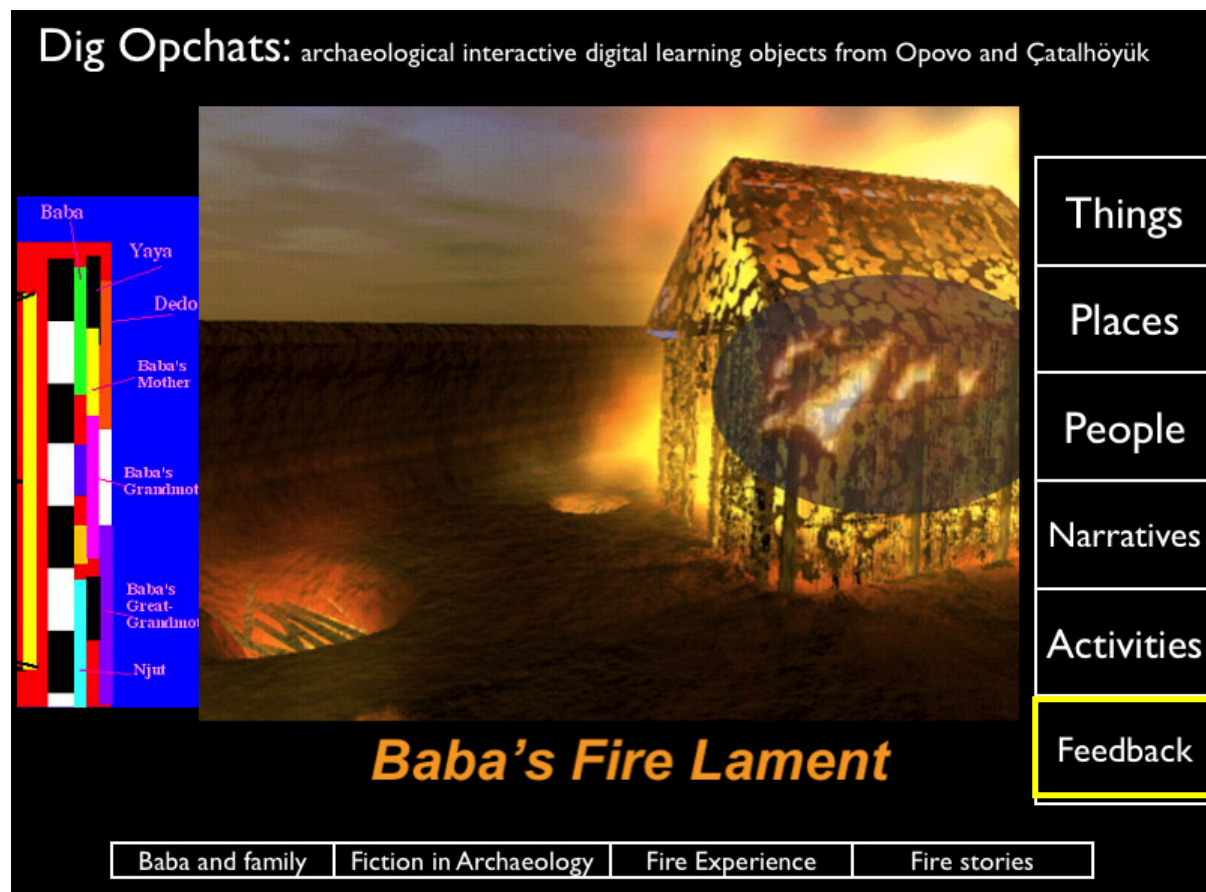 Dig Opchats: archaeological interactive digital learning objects from Opovo and Çatalhöyük
Baba
Yaya
Dedo
Baba's
Mother
Baba's
Grandmot
Baba's
Great-
Grandmot
Njut
Things
Places
People
Narratives
Activities
Feedback
Baba’s Fire Lament
Baba and family
Fiction in Archaeology
Fire Experience
Fire stories